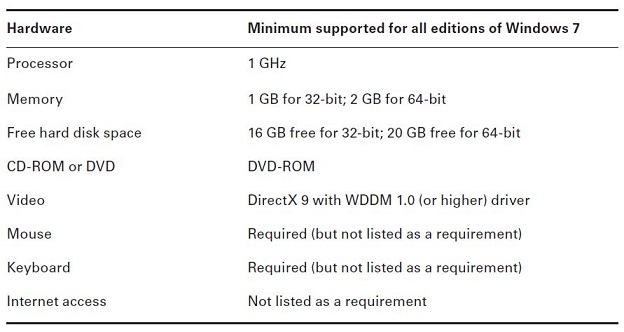 Hardware Minimum supported for all editions of Windows 7
Processor 1 GHz
Memory 1 GB for 32-bit; 2 GB for 64-bit
Free hard disk space 16 GB free for 32-bit; 20 GB free for 64-bit
CD-ROM or DVD DVD-ROM
Video DirectX 9 with WDDM 1.0 (or higher) driver
Mouse Required (but not listed as a requirement)
Keyboard Required (but not listed as a requirement)
Internet access Not listed as a requirement